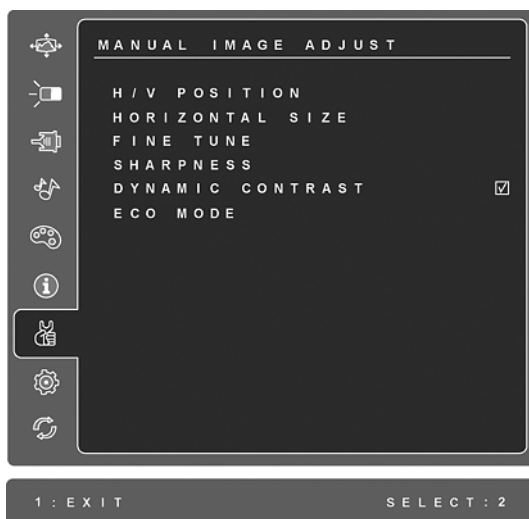 MANUAL IMAGE ADJUST
H/V POSITION
HORIZONTAL SIZE
FINE TUNE
SHARPNESS
DYNAMIC CONTRAST
ECO MODE
1:EXIT SELECT:2